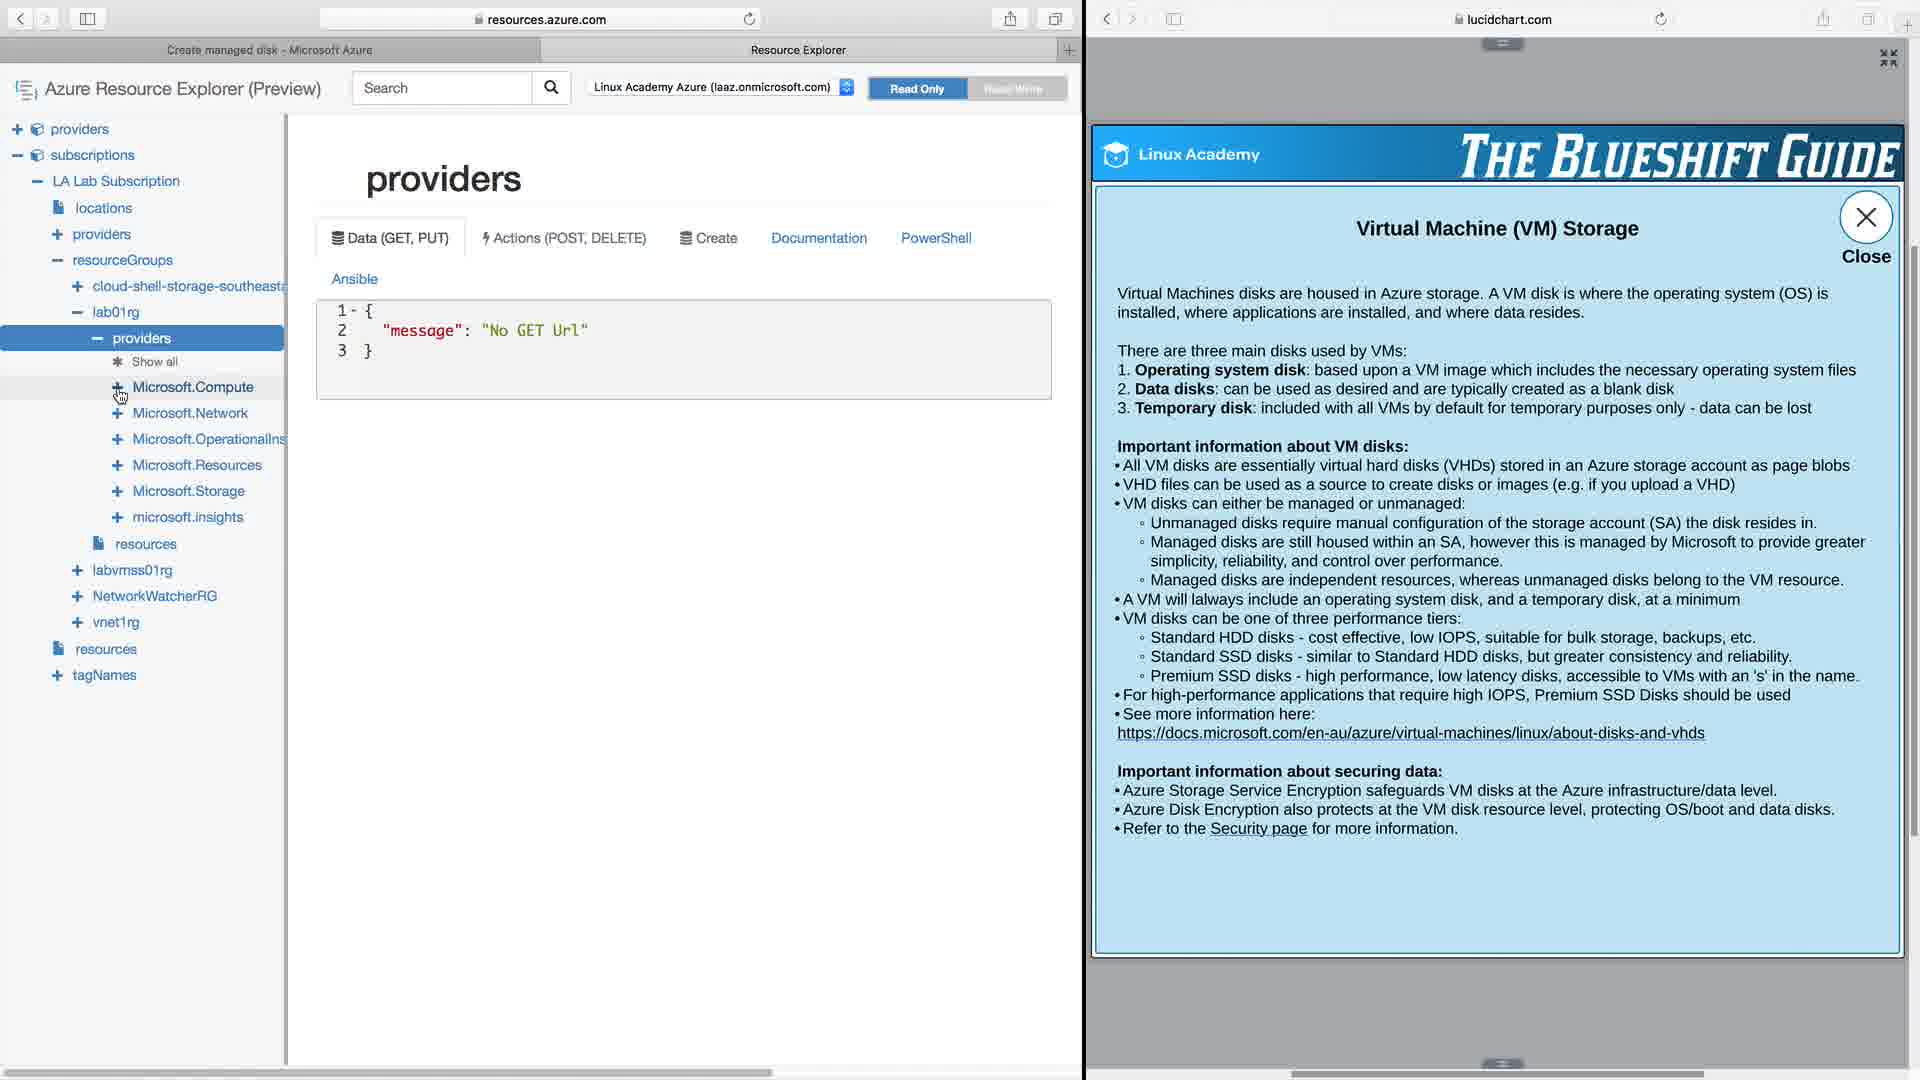 resources.azure.com
Create managed disk - Microsoft Azure
Resource Explorer
Azure Resource Explorer (Preview)
Search
Linux Academy Azure (laaz.onmicrosoft.com)
Read Only
Read/Write
providers
subscriptions
LA Lab Subscription
locations
providers
resourceGroups
cloud-shell-storage-southeasta
lab01rg
providers
Show all
Microsoft.Compute
Microsoft.Network
Microsoft.OperationalIns
Microsoft.Resources
Microsoft.Storage
microsoft.insights
resources
labvmss01rg
NetworkWatcherRG
vnet1rg
resources
tagNames
providers
Data (GET, PUT)
Actions (POST, DELETE)
Create
Documentation
PowerShell
Ansible
1 {
2 "message": "No GET Url"
3 }
lucidchart.com
Linux Academy
THE BLUESHIFT GUIDE
Virtual Machine (VM) Storage
Close
Virtual Machines disks are housed in Azure storage. A VM disk is where the operating system (OS) is
installed, where applications are installed, and where data resides.
There are three main disks used by VMs:
1. Operating system disk: based upon a VM image which includes the necessary operating system files
2. Data disks: can be used as desired and are typically created as a blank disk
3. Temporary disk: included with all VMs by default for temporary purposes only - data can be lost
Important information about VM disks:
• All VM disks are essentially virtual hard disks (VHDs) stored in an Azure storage account as page blobs
• VHD files can be used as a source to create disks or images (e.g. if you upload a VHD)
• VM disks can either be managed or unmanaged:
◦ Unmanaged disks require manual configuration of the storage account (SA) the disk resides in.
◦ Managed disks are still housed within an SA, however this is managed by Microsoft to provide greater
simplicity, reliability, and control over performance.
◦ Managed disks are independent resources, whereas unmanaged disks belong to the VM resource.
• A VM will lalways include an operating system disk, and a temporary disk, at a minimum
• VM disks can be one of three performance tiers:
◦ Standard HDD disks - cost effective, low IOPS, suitable for bulk storage, backups, etc.
◦ Standard SSD disks - similar to Standard HDD disks, but greater consistency and reliability.
◦ Premium SSD disks - high performance, low latency disks, accessible to VMs with an 's' in the name.
• For high-performance applications that require high IOPS, Premium SSD Disks should be used
• See more information here:
https://docs.microsoft.com/en-au/azure/virtual-machines/linux/about-disks-and-vhds
Important information about securing data:
• Azure Storage Service Encryption safeguards VM disks at the Azure infrastructure/data level.
• Azure Disk Encryption also protects at the VM disk resource level, protecting OS/boot and data disks.
• Refer to the Security page for more information.